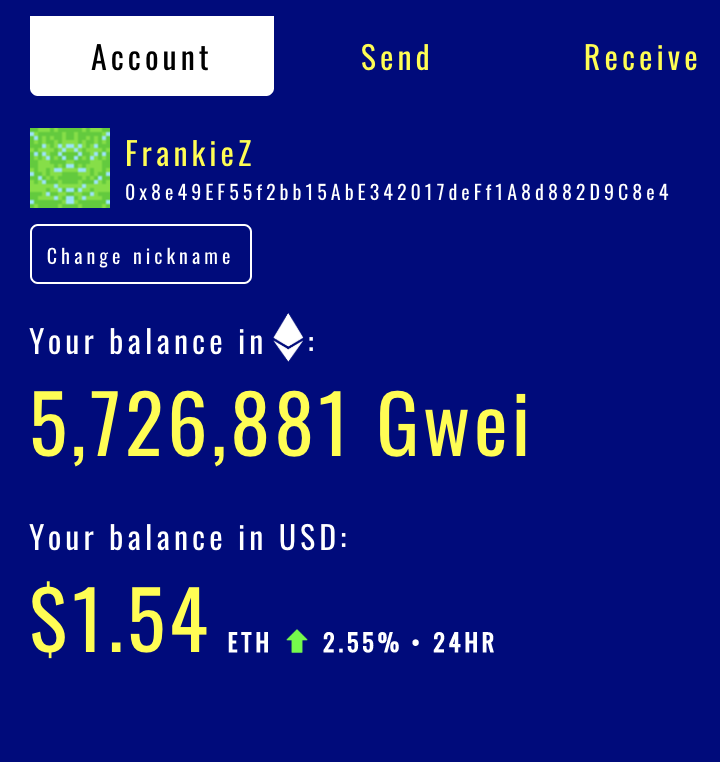 Account Send Receive
FrankieZ
0x8e49EF55f2bb15AbE342017deFf1A8d882D9C8e4
Change nickname
Your balance in :
5,726,881 Gwei
Your balance in USD:
$1.54 ETH 2.55% • 24HR